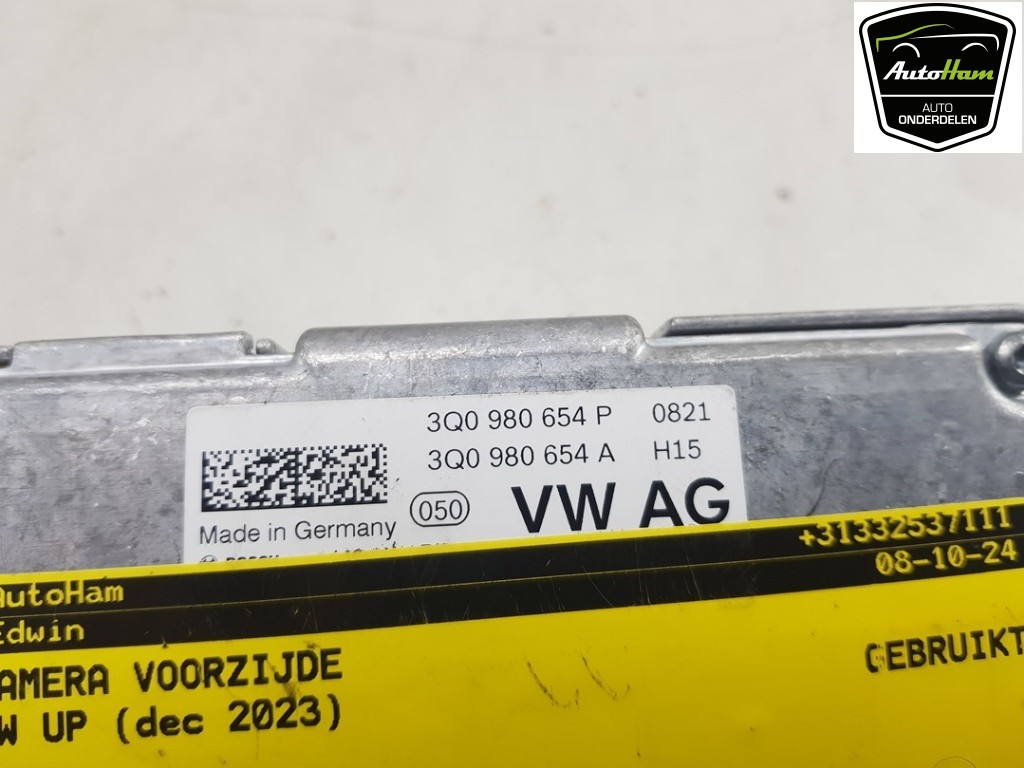 AutoHam
AUTO
ONDERDELEN
3Q0 980 654 P 0821
3Q0 980 654 A H15
050 VW AG
Made in Germany
+31332537111
AutoHam 08-10-24
Edwin
AMERA VOORZIJDE GEBRUIKT
W UP (dec 2023)